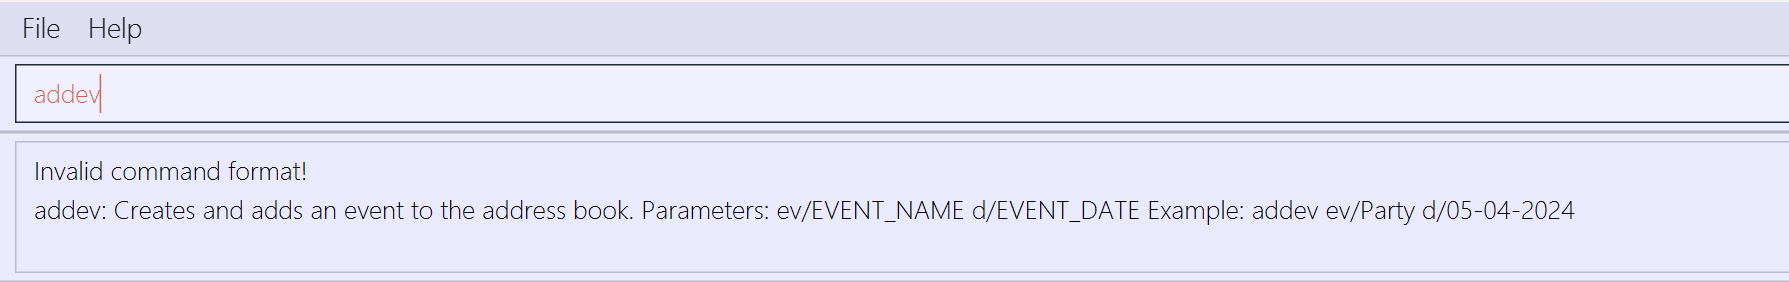 File Help
addev
Invalid command format!
addev: Creates and adds an event to the address book. Parameters: ev/EVENT_NAME d/EVENT_DATE Example: addev ev/Party d/05-04-2024